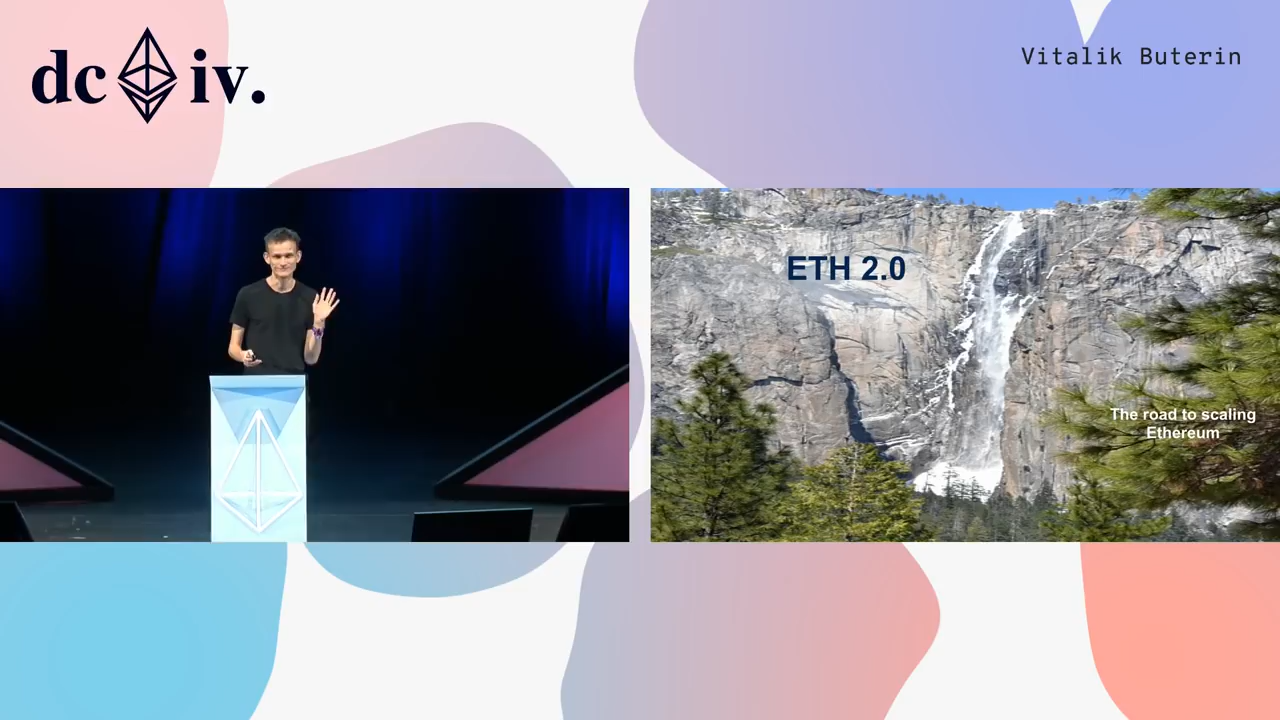 dc iv.
Vitalik Buterin
ETH 2.0
The road to scaling
Ethereum